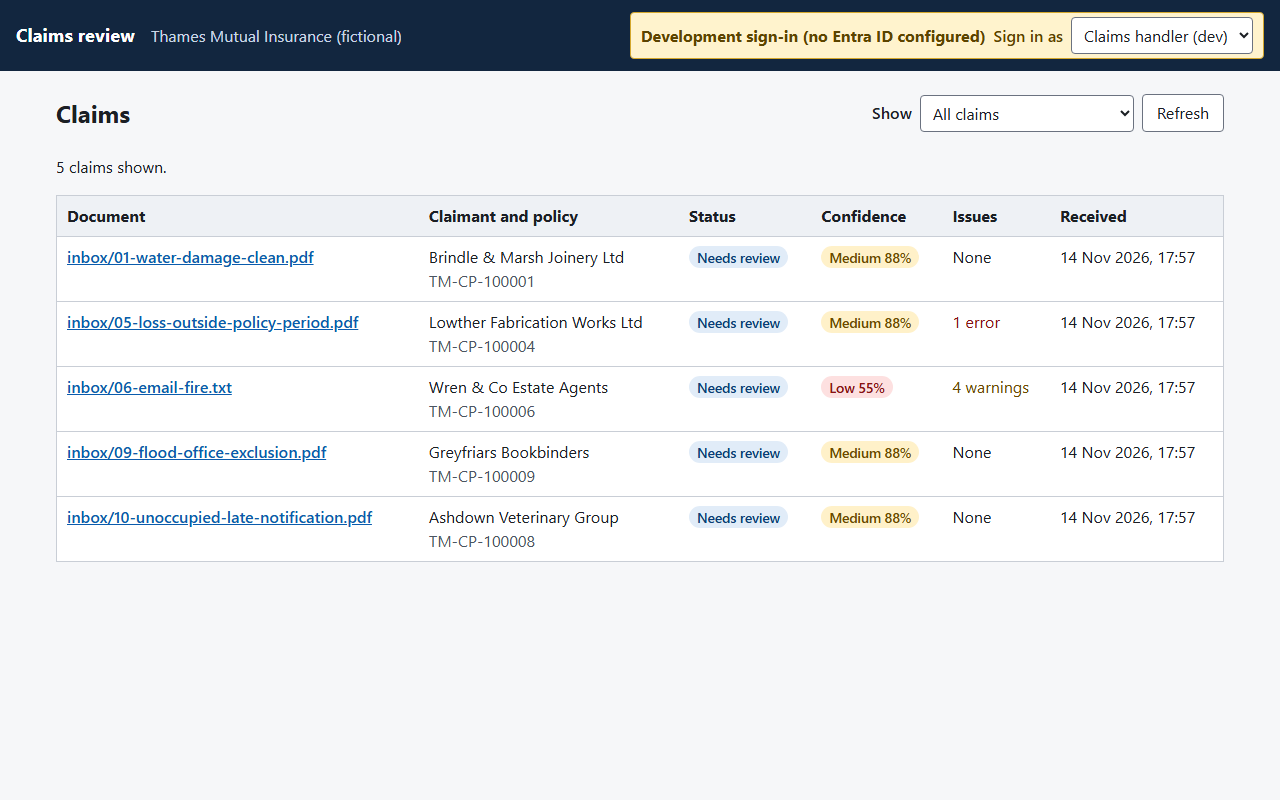 Claims review Thames Mutual Insurance (fictional) Development sign-in (no Entra ID configured) Sign in as Claims handler (dev)
Claims Show All claims Refresh
5 claims shown.
Document Claimant and policy Status Confidence Issues Received
inbox/01-water-damage-clean.pdf Brindle & Marsh Joinery Ltd Needs review Medium 88% None 14 Nov 2026, 17:57
TM-CP-100001
inbox/05-loss-outside-policy-period.pdf Lowther Fabrication Works Ltd Needs review Medium 88% 1 error 14 Nov 2026, 17:57
TM-CP-100004
inbox/06-email-fire.txt Wren & Co Estate Agents Needs review Low 55% 4 warnings 14 Nov 2026, 17:57
TM-CP-100006
inbox/09-flood-office-exclusion.pdf Greyfriars Bookbinders Needs review Medium 88% None 14 Nov 2026, 17:57
TM-CP-100009
inbox/10-unoccupied-late-notification.pdf Ashdown Veterinary Group Needs review Medium 88% None 14 Nov 2026, 17:57
TM-CP-100008